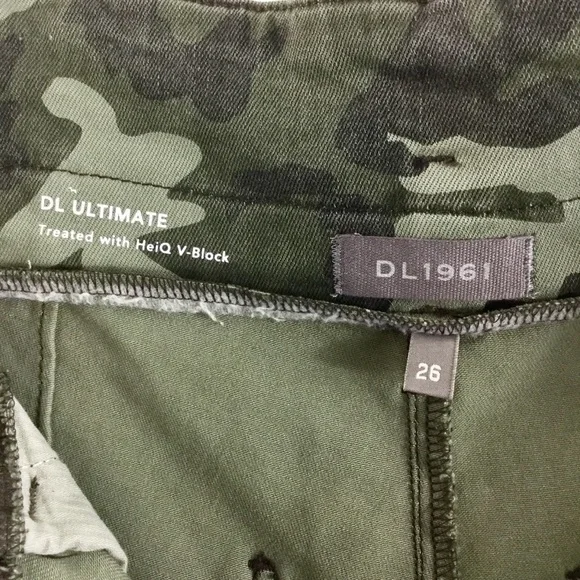 DL ULTIMATE
Treated with HeiQ V-Block
DL1961
26